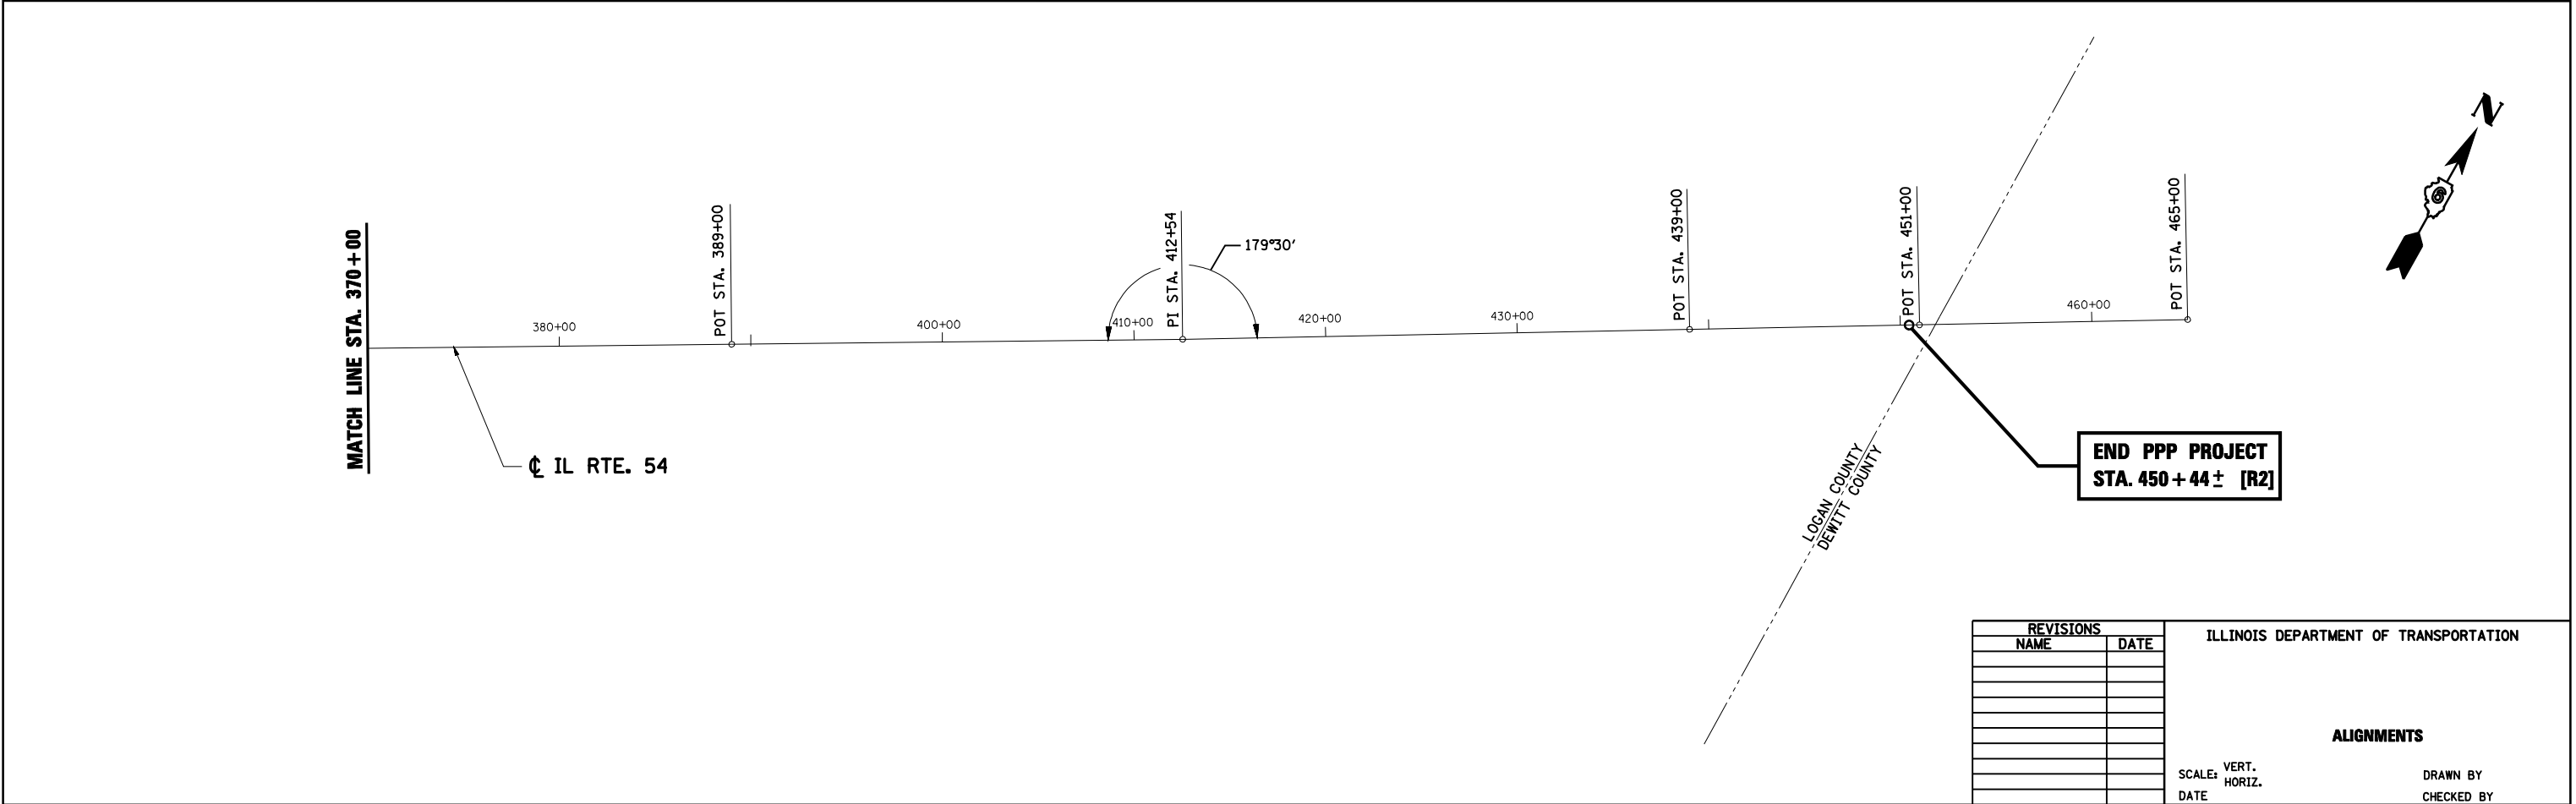 MATCH LINE STA. 370+00
380+00
POT STA. 389+00
400+00
410+00
PI STA. 412+54
179°30'
420+00
430+00
POT STA. 439+00
POT STA. 451+00
460+00
POT STA. 465+00
N
6
℄ IL RTE. 54
LOGAN COUNTY
DEWITT COUNTY
END PPP PROJECT
STA. 450+44± [R2]
REVISIONS
NAME DATE
ILLINOIS DEPARTMENT OF TRANSPORTATION
ALIGNMENTS
SCALE: VERT.
HORIZ.
DATE
DRAWN BY
CHECKED BY